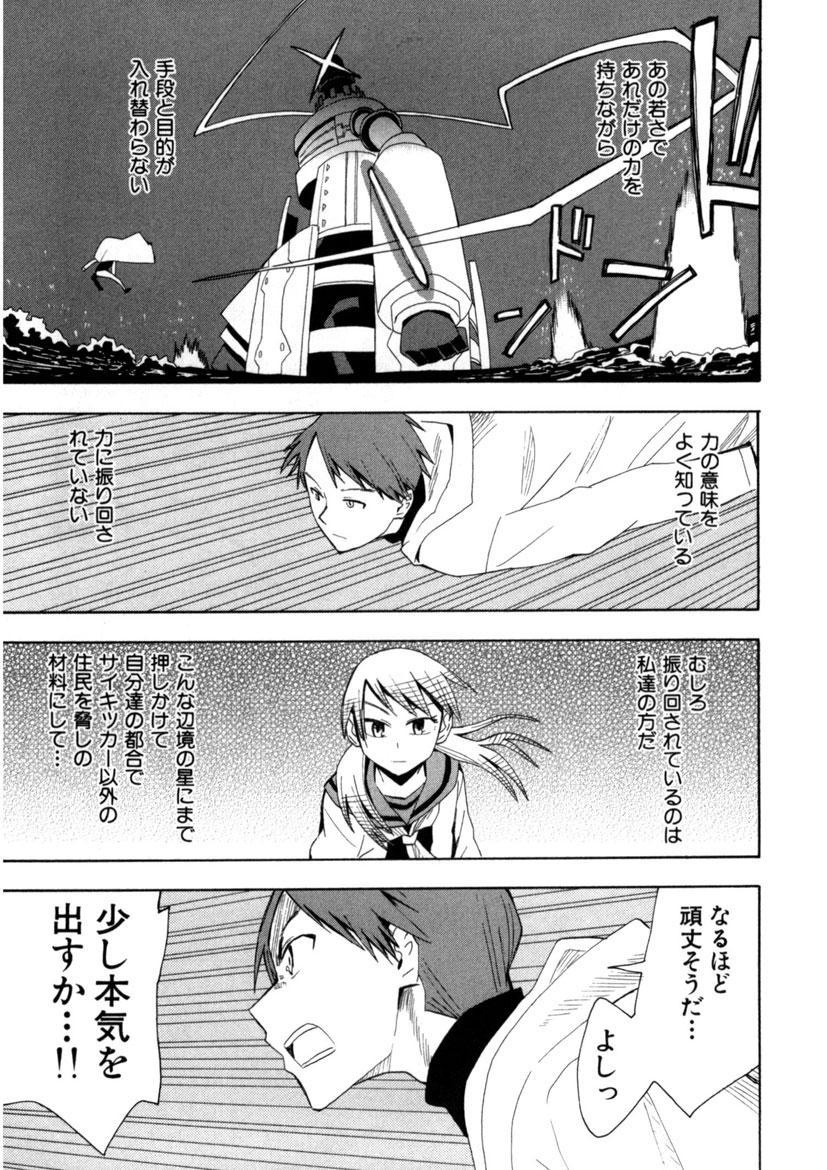 あの若さで
あれだけの力を
持ちながら
ドドドン
手段と目的が
入れ替わらない
力の意味を
よく知っている
力に振り回さ
れていない
むしろ
振り回されているのは
私達の方だ
こんな辺境の星にまで
押しかけて
自分達の都合で
サイキッカー以外の
住民を脅しの
材料にして…
なるほど
頑丈そうだ…
よしっ
少し本気を
出すか…!!